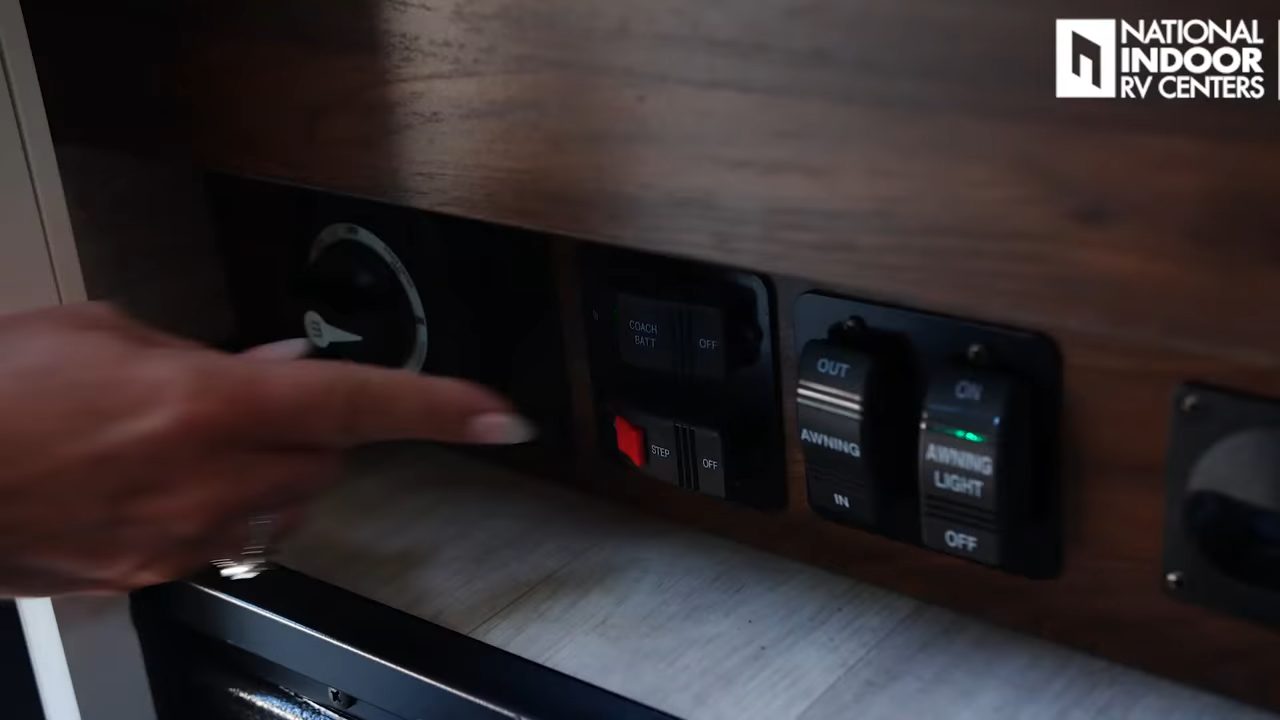 NATIONAL
INDOOR
RV CENTERS
COACH
BATT
OFF
STEP
OFF
OUT
AWNING
IN
ON
AWNING
LIGHT
OFF